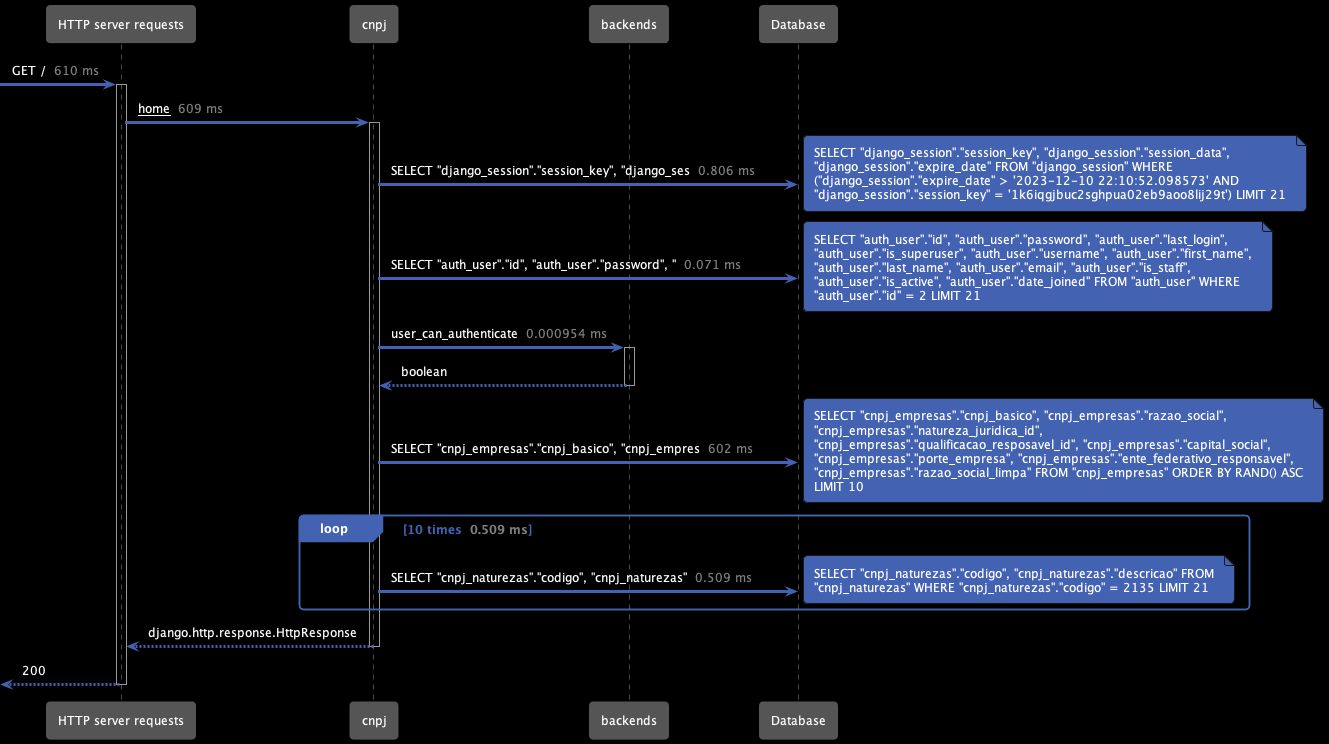 HTTP server requests
cnpj
backends
Database
GET / 610 ms
home 609 ms
SELECT "django_session"."session_key", "django_ses 0.806 ms
SELECT "django_session"."session_key", "django_session"."session_data",
"django_session"."expire_date" FROM "django_session" WHERE
("django_session"."expire_date" > '2023-12-10 22:10:52.098573' AND
"django_session"."session_key" = '1k6iqgjbuc2sghpua02eb9aoo8lij29t') LIMIT 21
SELECT "auth_user"."id", "auth_user"."password", " 0.071 ms
SELECT "auth_user"."id", "auth_user"."password", "auth_user"."last_login",
"auth_user"."is_superuser", "auth_user"."username", "auth_user"."first_name",
"auth_user"."last_name", "auth_user"."email", "auth_user"."is_staff",
"auth_user"."is_active", "auth_user"."date_joined" FROM "auth_user" WHERE
"auth_user"."id" = 2 LIMIT 21
user_can_authenticate 0.000954 ms
boolean
SELECT "cnpj_empresas"."cnpj_basico", "cnpj_empres 602 ms
SELECT "cnpj_empresas"."cnpj_basico", "cnpj_empresas"."razao_social",
"cnpj_empresas"."natureza_juridica_id",
"cnpj_empresas"."qualificacao_resposavel_id", "cnpj_empresas"."capital_social",
"cnpj_empresas"."porte_empresa", "cnpj_empresas"."ente_federativo_responsavel",
"cnpj_empresas"."razao_social_limpa" FROM "cnpj_empresas" ORDER BY RAND() ASC
LIMIT 10
loop [10 times 0.509 ms]
SELECT "cnpj_naturezas"."codigo", "cnpj_naturezas" 0.509 ms
SELECT "cnpj_naturezas"."codigo", "cnpj_naturezas"."descricao" FROM
"cnpj_naturezas" WHERE "cnpj_naturezas"."codigo" = 2135 LIMIT 21
django.http.response.HttpResponse
200
HTTP server requests
cnpj
backends
Database